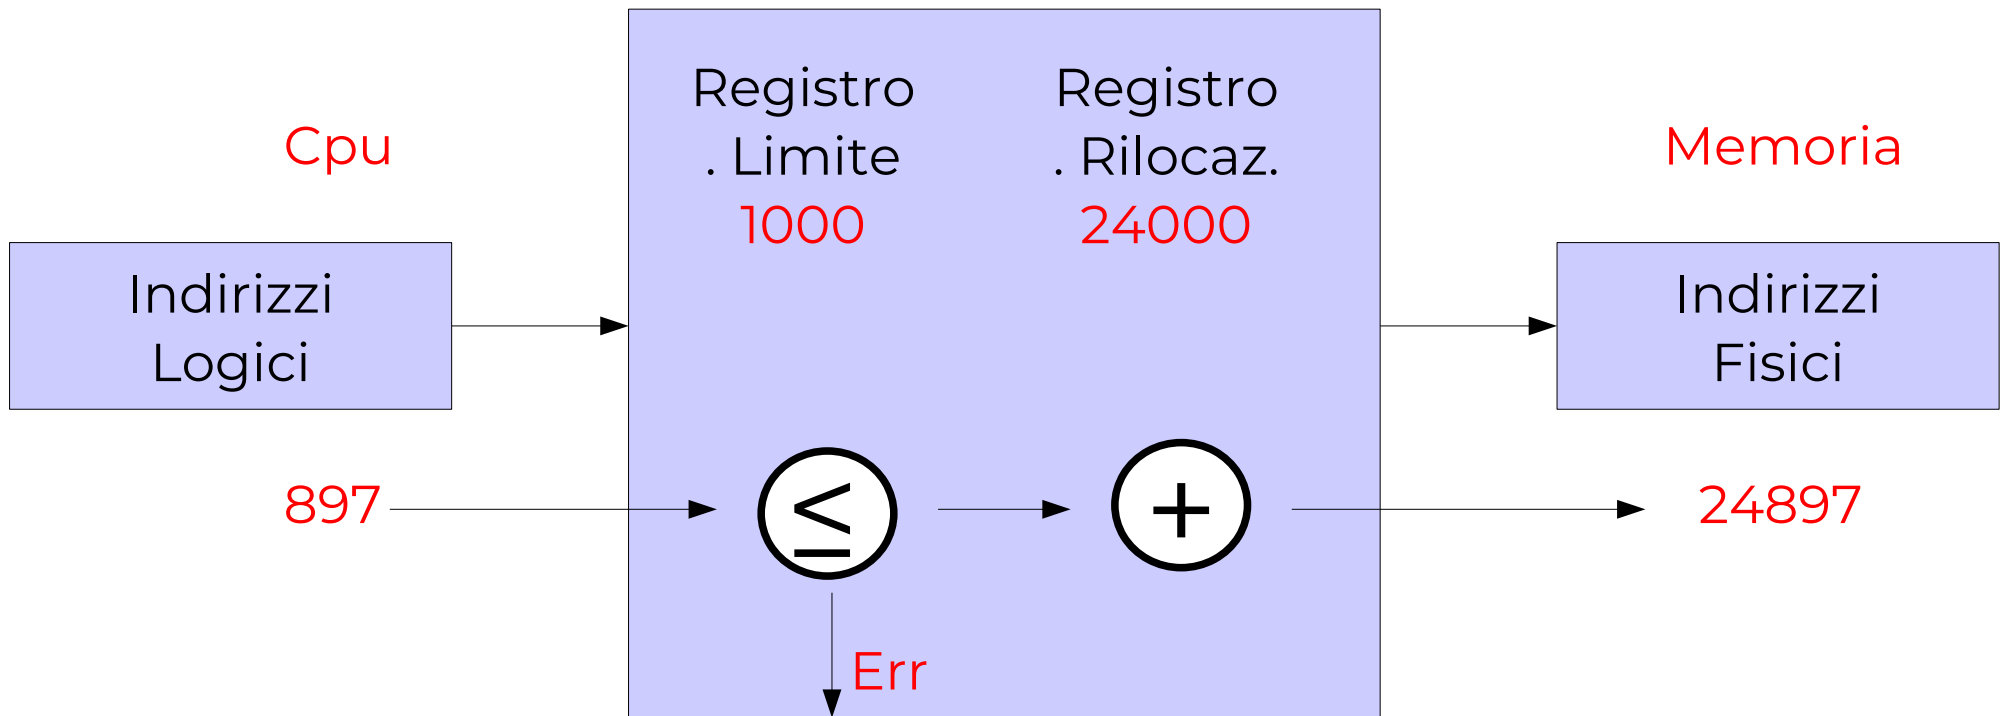 Cpu
Registro
. Limite
1000
Registro
. Rilocaz.
24000
Memoria
Indirizzi
Logici
Indirizzi
Fisici
897
≤
+
24897
Err